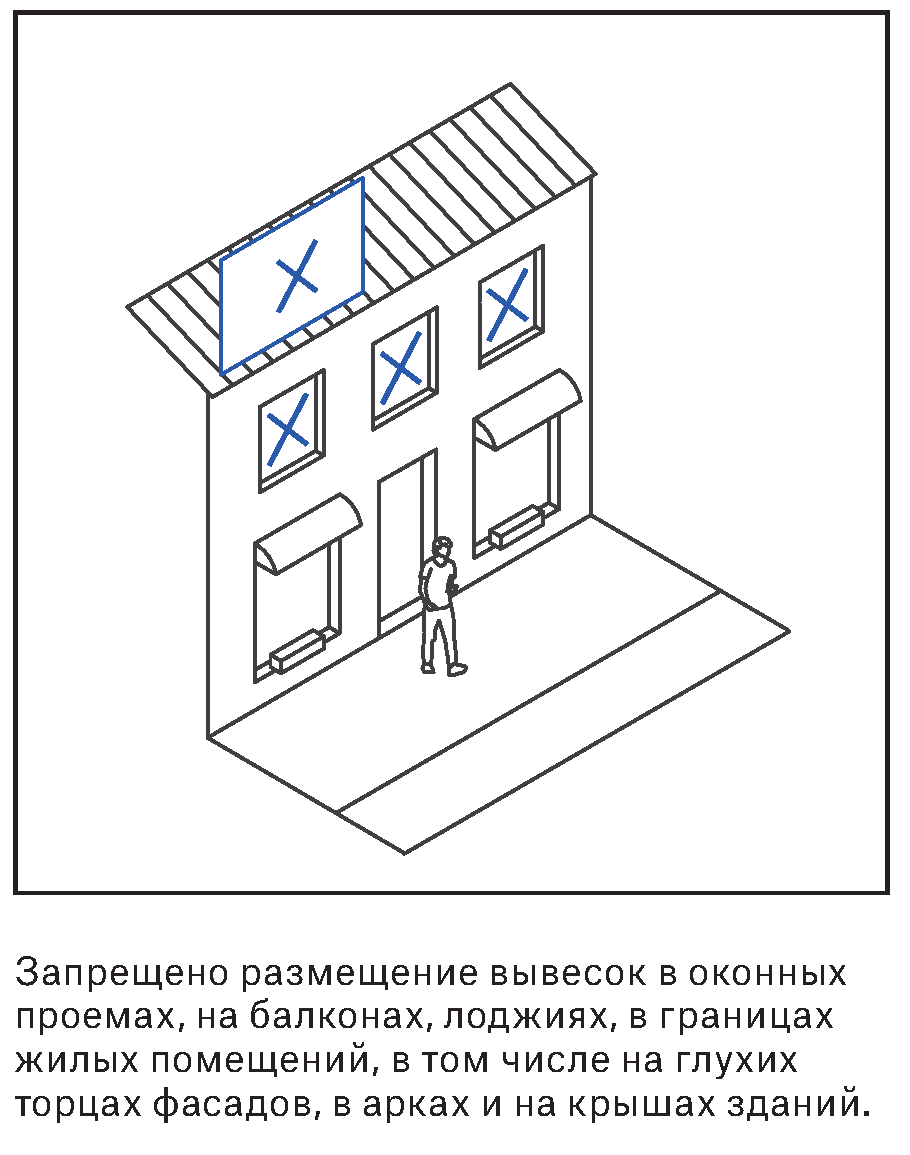 Запрещено размещение вывесок в оконных
проемах, на балконах, лоджиях, в границах
жилых помещений, в том числе на глухих
торцах фасадов, в арках и на крышах зданий.